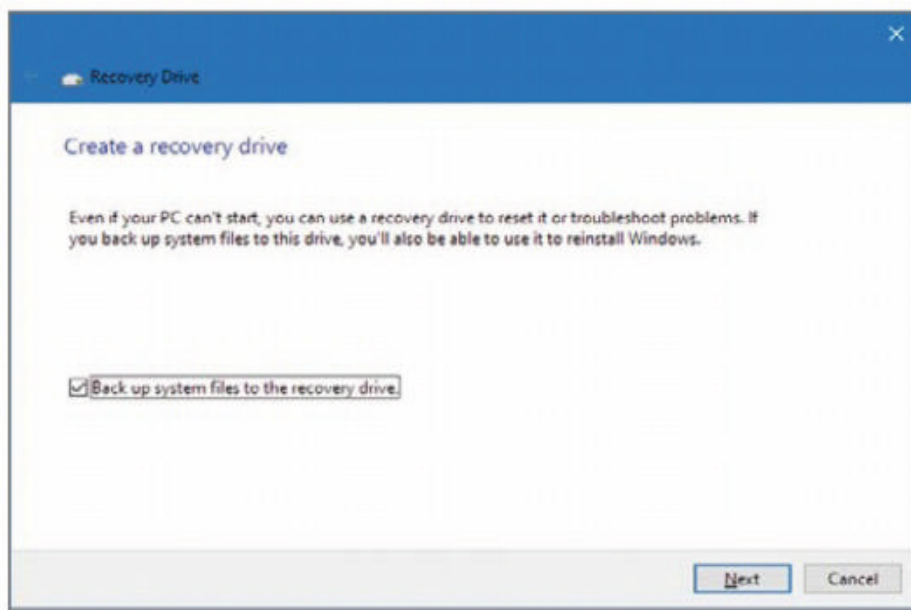 Recovery Drive
Create a recovery drive
Even if your PC can't start, you can use a recovery drive to reset it or troubleshoot problems. If
you back up system files to this drive, you'll also be able to use it to reinstall Windows.
Back up system files to the recovery drive.
Next Cancel